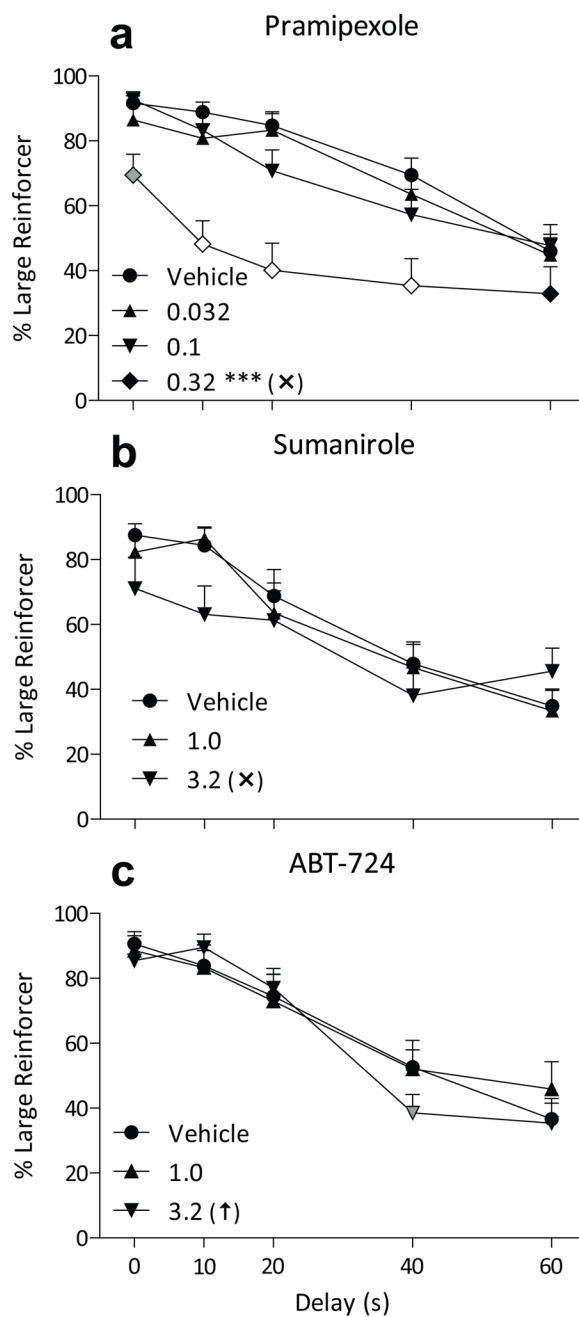 a
Pramipexole
100
80
60
40
20
0
% Large Reinforcer
Vehicle
0.032
0.1
0.32 *** (×)
b
Sumanirole
100
80
60
40
20
0
% Large Reinforcer
Vehicle
1.0
3.2 (×)
c
ABT-724
100
80
60
40
20
0
% Large Reinforcer
Vehicle
1.0
3.2 (↑)
0 10 20 40 60
Delay (s)